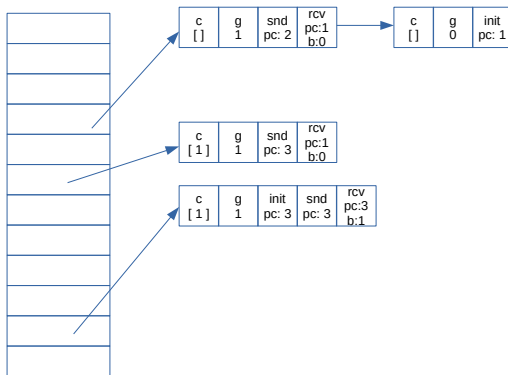 c
[ ]
g
1
snd
pc: 2
rcv
pc:1
b:0
c
[ ]
g
0
init
pc: 1
c
[ 1 ]
g
1
snd
pc: 3
rcv
pc:1
b:0
c
[ 1 ]
g
1
init
pc: 3
snd
pc: 3
rcv
pc:3
b:1